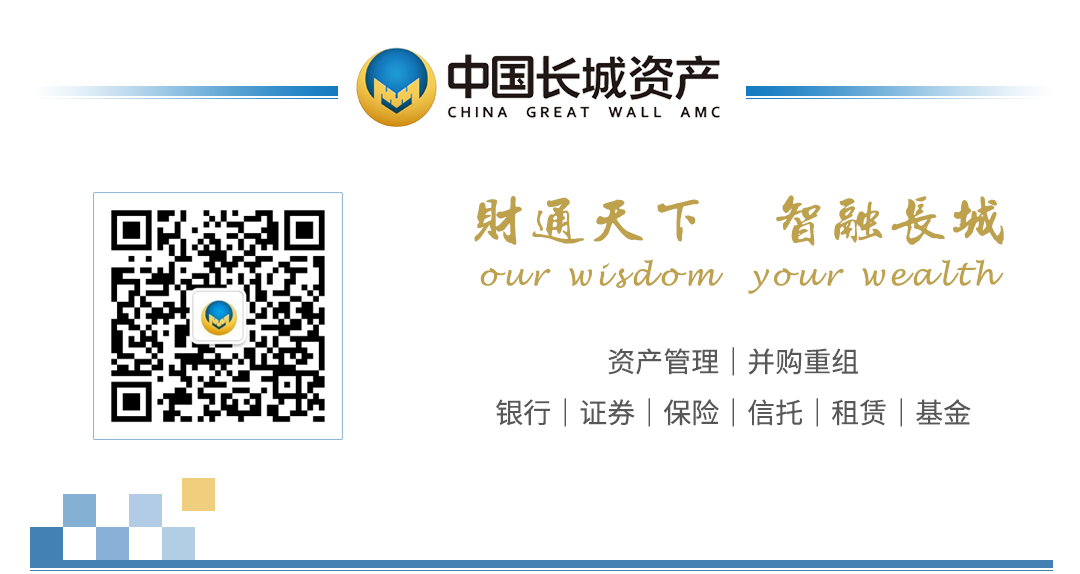 中国长城资产
CHINA GREAT WALL AMC
財通天下 智融長城
our wisdom your wealth
资产管理｜并购重组
银行｜证券｜保险｜信托｜租赁｜基金